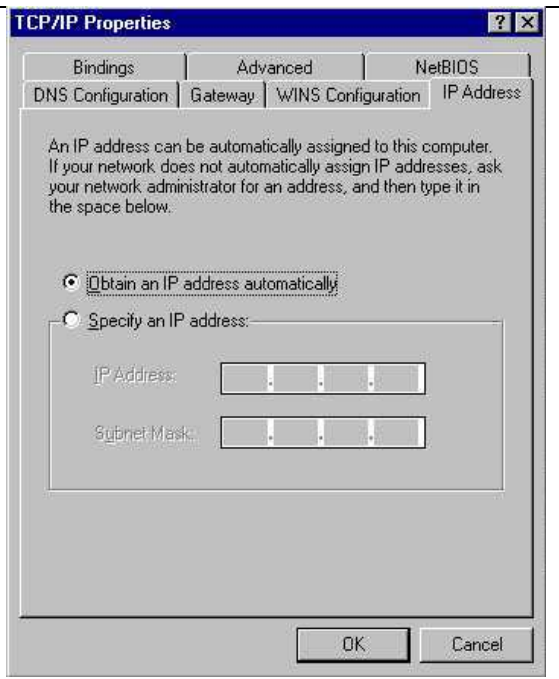 TCP/IP Properties
? X
Bindings Advanced NetBIOS
DNS Configuration Gateway WINS Configuration IP Address
An IP address can be automatically assigned to this computer.
If your network does not automatically assign IP addresses, ask
your network administrator for an address, and then type it in
the space below.
Obtain an IP address automatically
Specify an IP address:
IP Address:
. . .
Subnet Mask:
. . .
OK Cancel